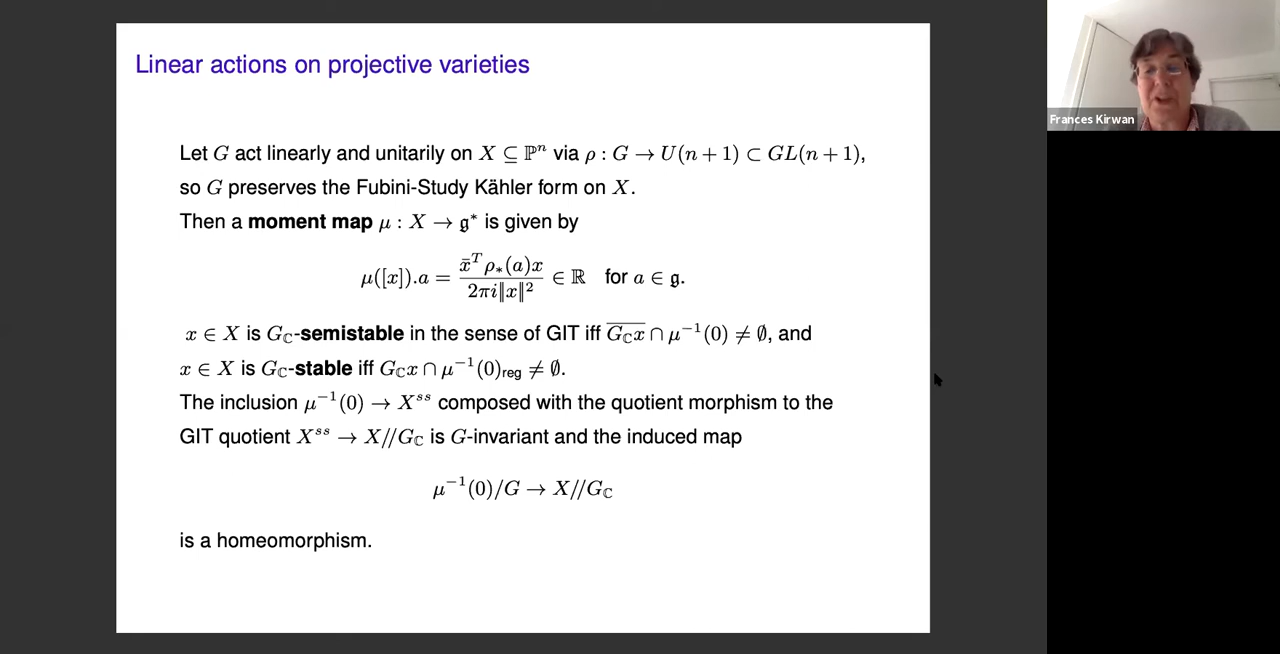 Linear actions on projective varieties
Let G act linearly and unitarily on X ⊆ ℙⁿ via ρ : G → U(n + 1) ⊂ GL(n + 1),
so G preserves the Fubini-Study Kähler form on X.
Then a moment map μ : X → 𝔤* is given by
μ([x]).a = x̄ᵀρ∗(a)x / 2πi‖x‖² ∈ ℝ for a ∈ 𝔤.
x ∈ X is G_ℂ-semistable in the sense of GIT iff \overline{G_ℂx} ∩ μ⁻¹(0) ≠ ∅, and
x ∈ X is G_ℂ-stable iff G_ℂx ∩ μ⁻¹(0)_reg ≠ ∅.
The inclusion μ⁻¹(0) → Xˢˢ composed with the quotient morphism to the
GIT quotient Xˢˢ → X//G_ℂ is G-invariant and the induced map
μ⁻¹(0)/G → X//G_ℂ
is a homeomorphism.
Frances Kirwan